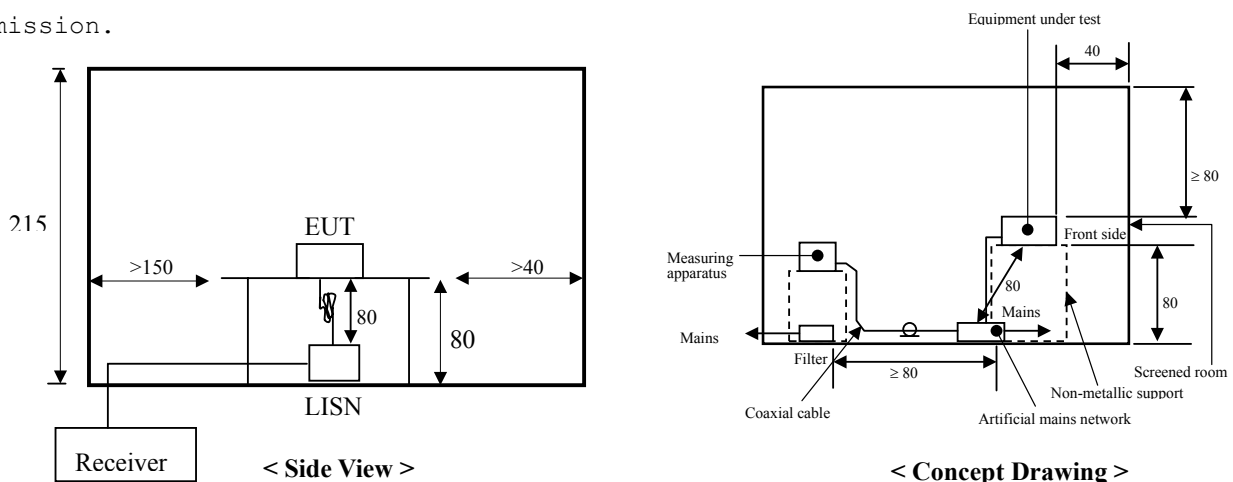 mission.
215
>150
EUT
>40
80
80
LISN
Receiver
< Side View >
Equipment under test
40
≥ 80
Front side
Measuring
apparatus
80
80
Mains
Mains
Filter
≥ 80
Screened room
Non-metallic support
Coaxial cable
Artificial mains network
< Concept Drawing >